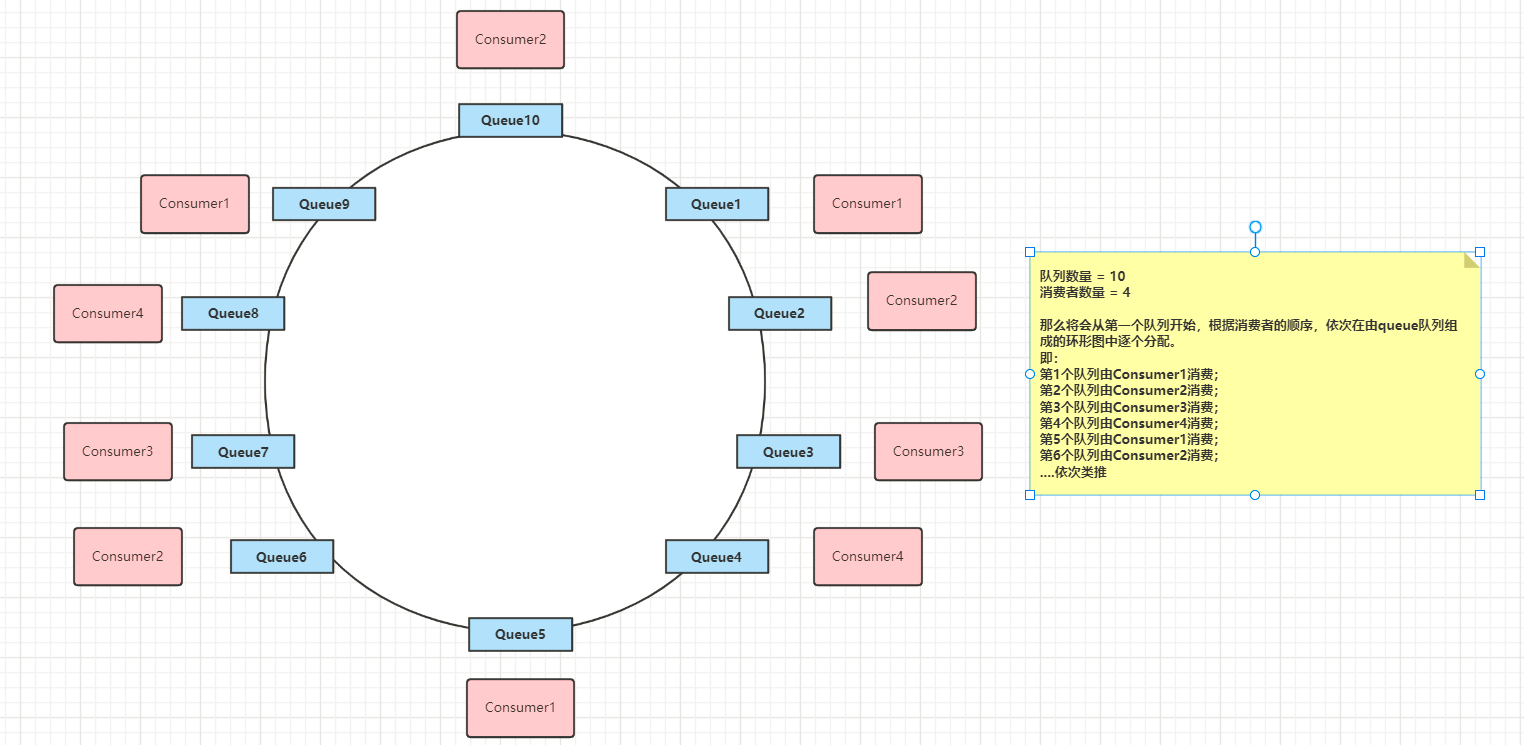 Consumer2
Queue10
Consumer1
Queue9
Queue1
Consumer1
Consumer4
Queue8
Queue2
Consumer2
Consumer3
Queue7
Queue3
Consumer3
Consumer2
Queue6
Queue4
Consumer4
Queue5
Consumer1
队列数量 = 10
消费者数量 = 4
那么将会从第一个队列开始，根据消费者的顺序，依次在由queue队列组
成的环形图中逐个分配。
即：
第1个队列由Consumer1消费；
第2个队列由Consumer2消费；
第3个队列由Consumer3消费；
第4个队列由Consumer4消费；
第5个队列由Consumer1消费；
第6个队列由Consumer2消费；
....依次类推